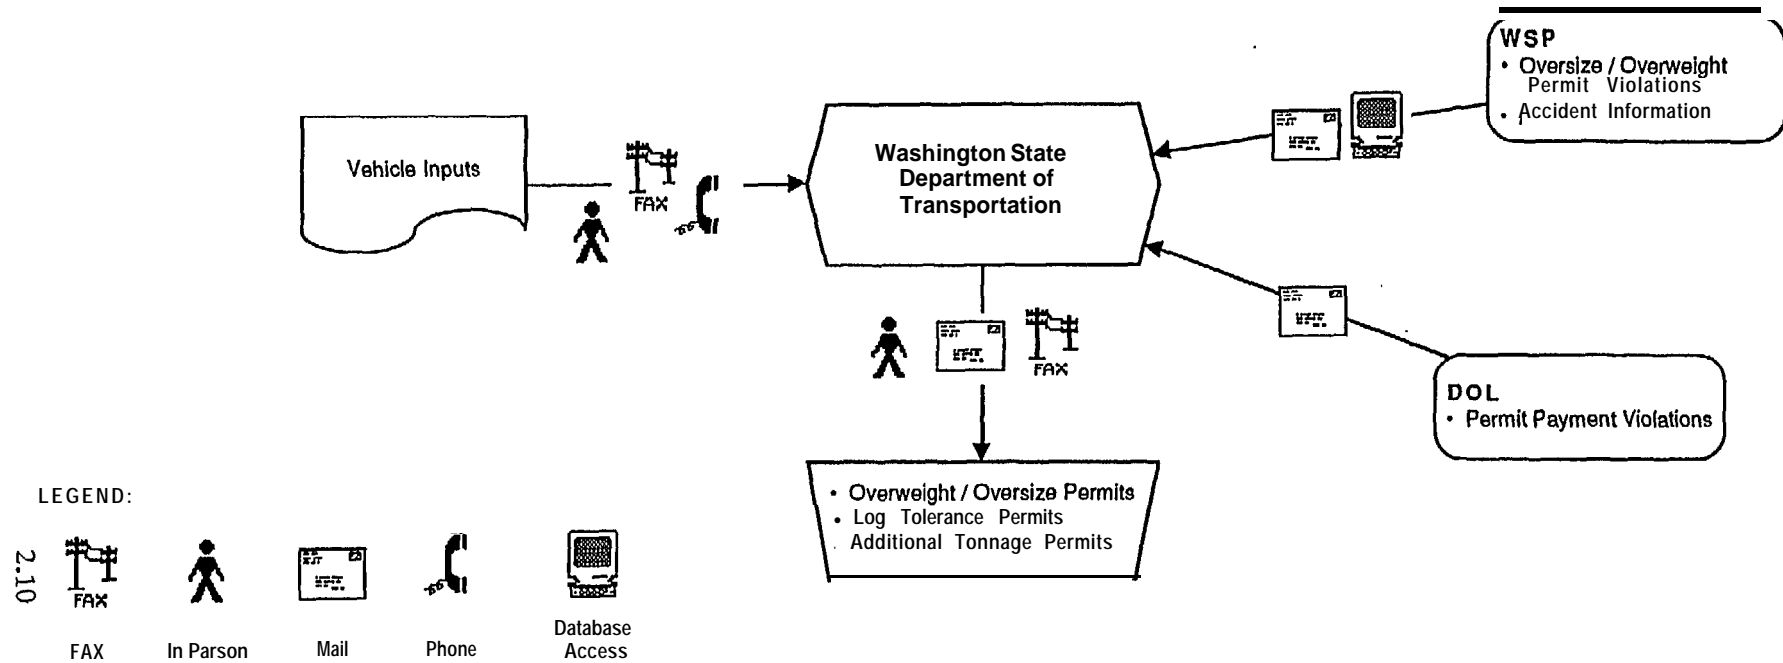 WSP
• Oversize / Overweight
Permit Violations
• Accident Information
Vehicle Inputs
FAX
Washington State
Department of
Transportation
FAX
DOL
• Permit Payment Violations
• Overweight / Oversize Permits
• Log Tolerance Permits
. Additional Tonnage Permits
LEGEND:
2.10
FAX
FAX
In Parson
Mail
Phone
Database
Access